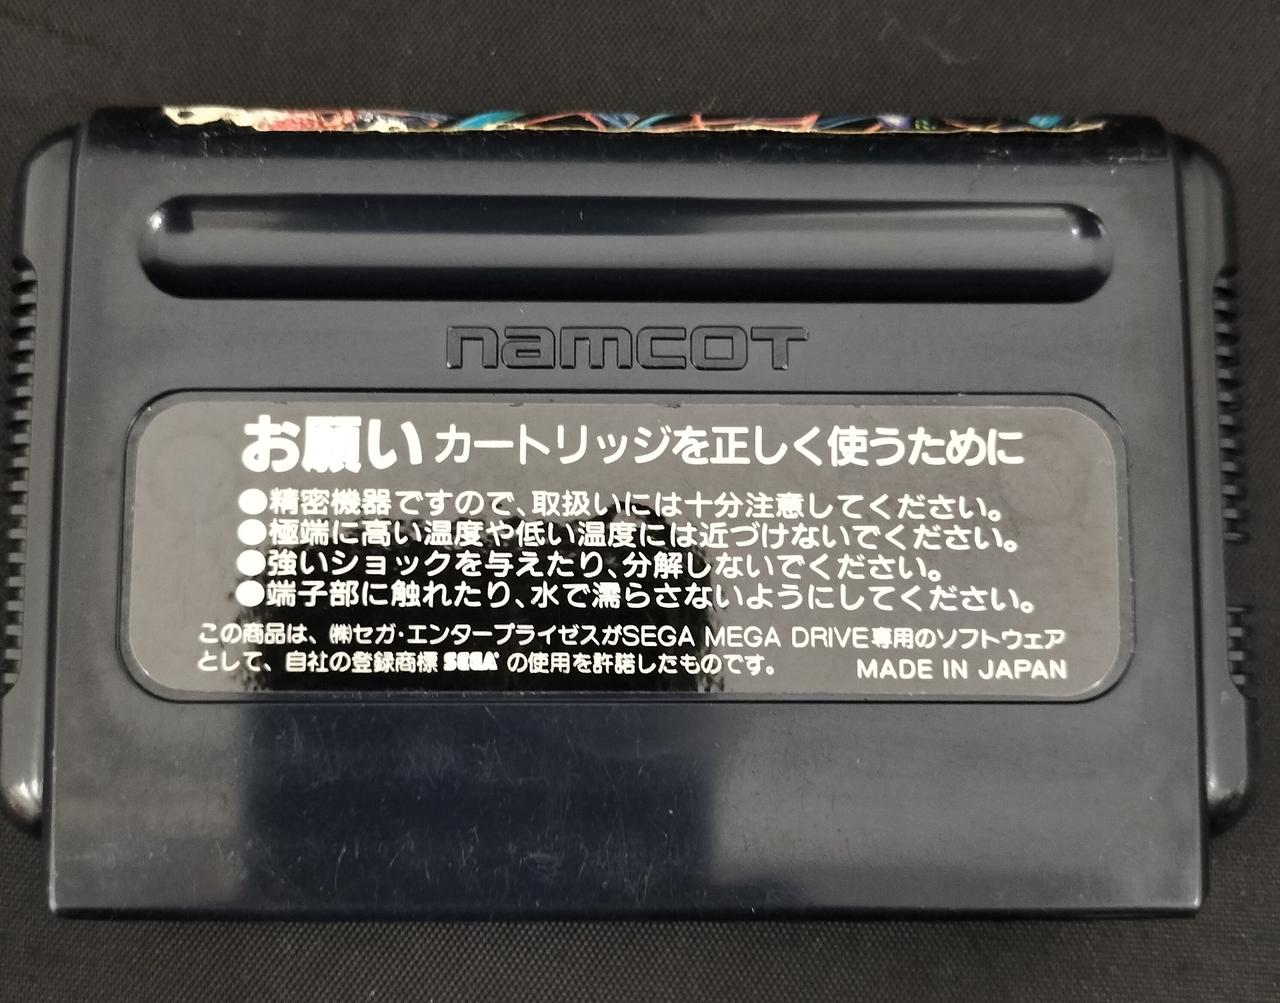 namcoT
お願い カートリッジを正しく使うために
●精密機器ですので、取扱いには十分注意してください。
●極端に高い温度や低い温度には近づけないでください。
●強いショックを与えたり、分解しないでください。
●端子部に触れたり、水で濡らさないようにしてください。
この商品は、㈱セガ・エンタープライゼスがSEGA MEGA DRIVE専用のソフトウェア
として、自社の登録商標 SEGA の使用を許諾したものです。 MADE IN JAPAN